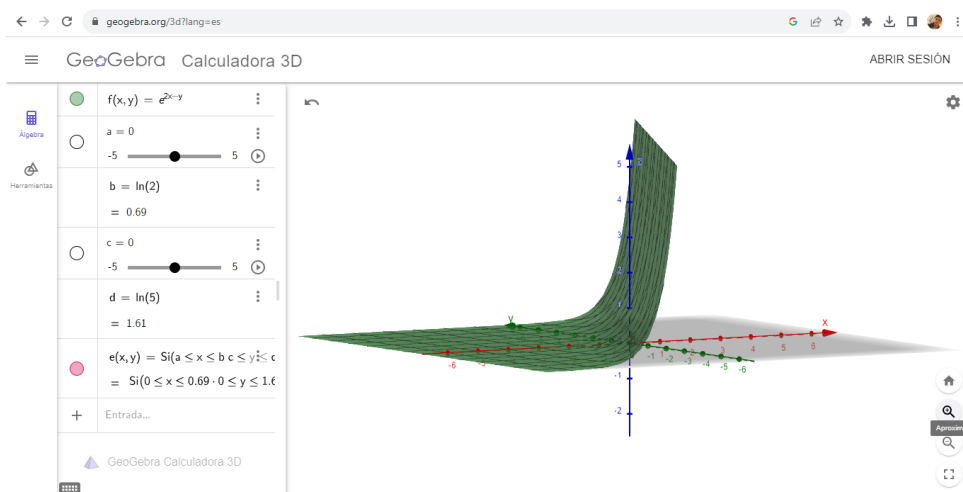 geogebra.org/3d?lang=es
GeoGebra Calculadora 3D
ABRIR SESIÓN
Álgebra
Herramientas
f(x, y) = e^2x−y
a = 0
-5 5
b = ln(2)
= 0.69
c = 0
-5 5
d = ln(5)
= 1.61
e(x, y) = Si(a ≤ x ≤ b c ≤ y ≤ d
= Si(0 ≤ x ≤ 0.69 · 0 ≤ y ≤ 1.6
Entrada...
GeoGebra Calculadora 3D
5
4
3
2
1
-1
-2
y
x
-6 -5
1 3 4 5 6
-1 -2 -3 -4 -5 -6
Aproxim